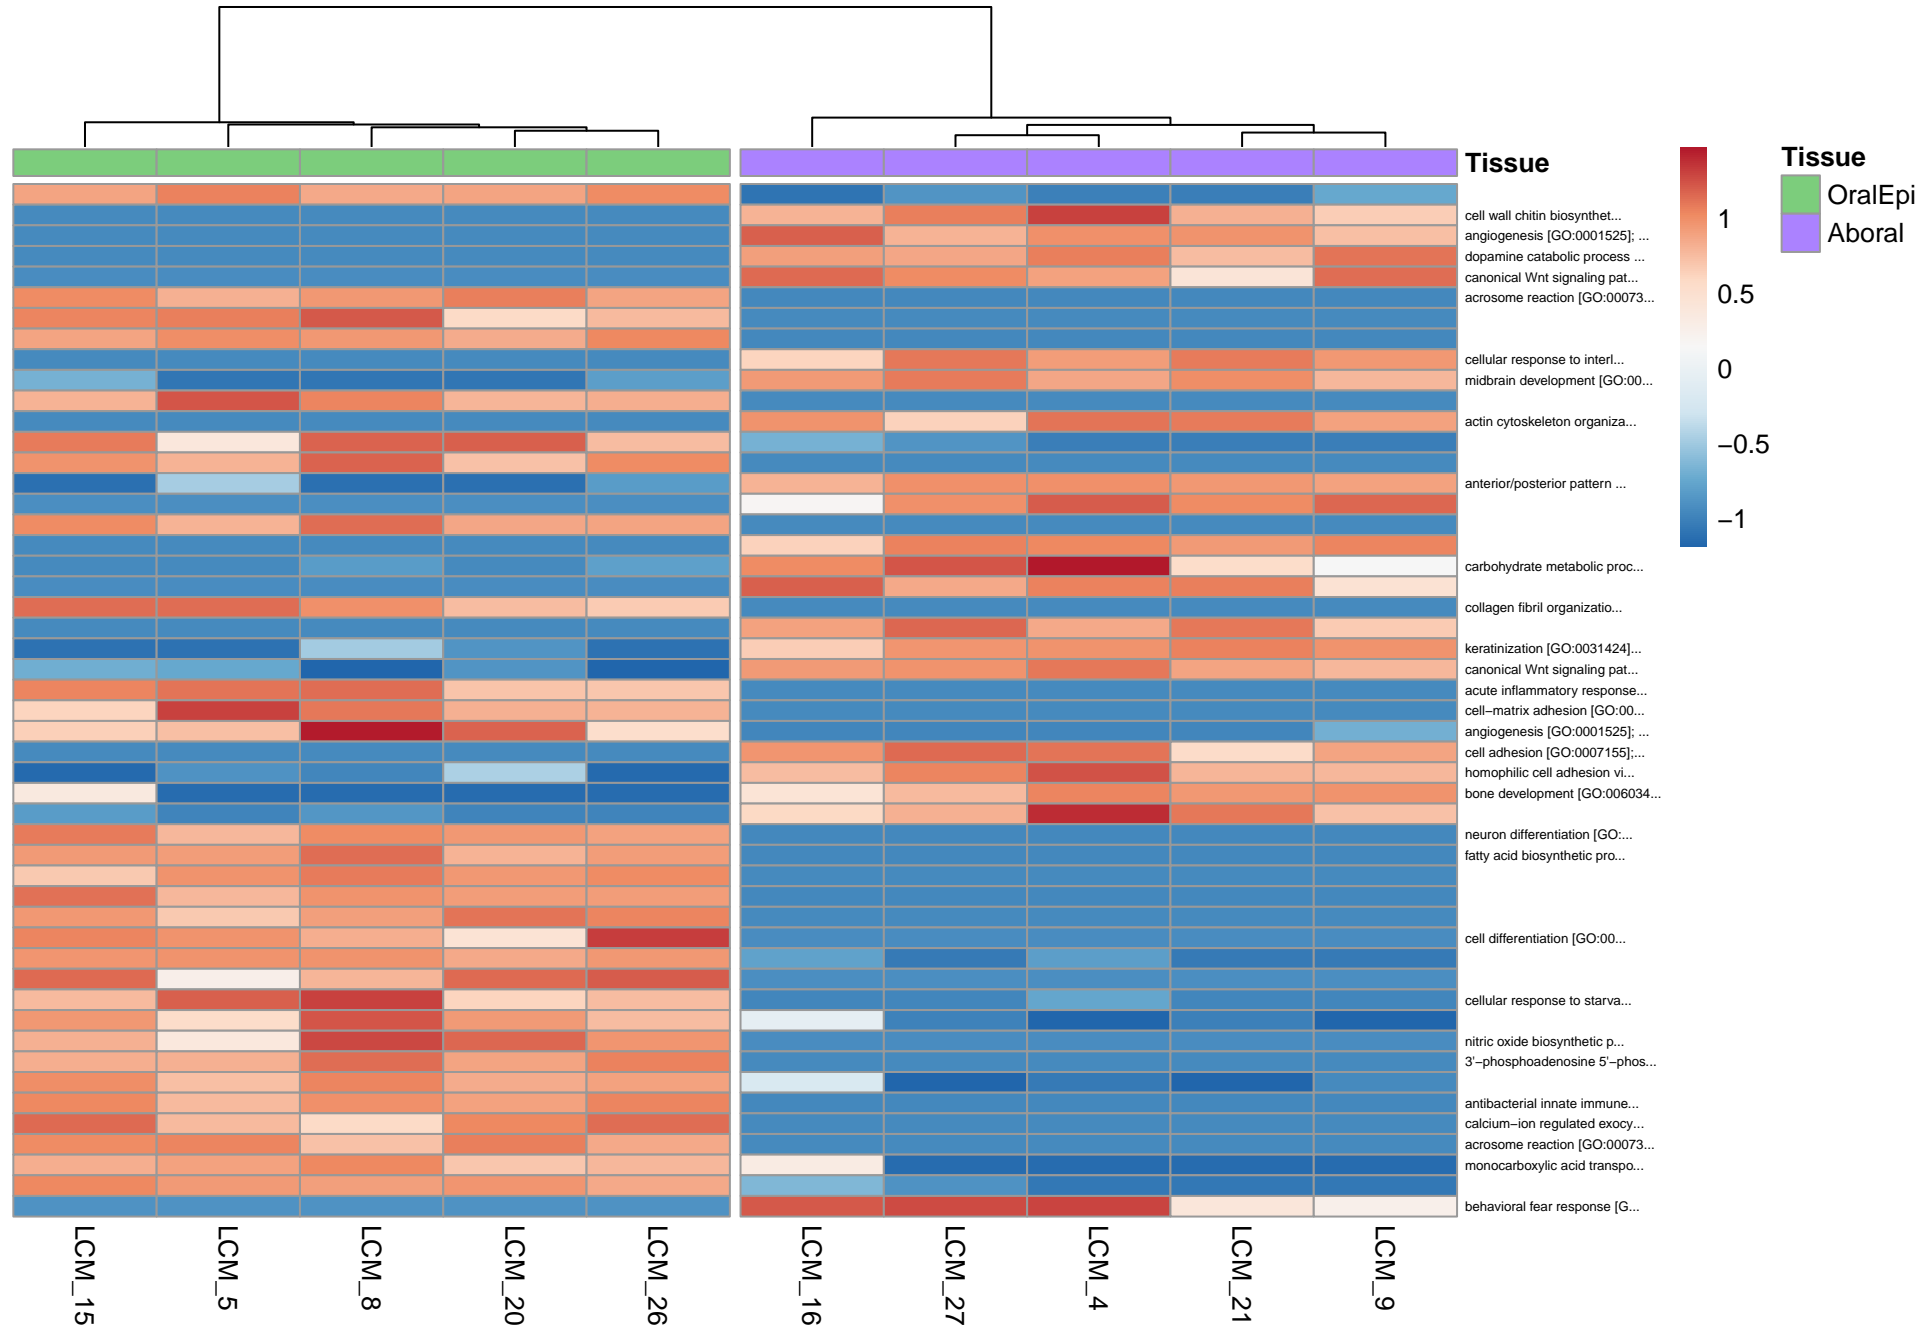 Tissue
cell wall chitin biosynthet...
angiogenesis [GO:0001525]; ...
dopamine catabolic process ...
canonical Wnt signaling pat...
acrosome reaction [GO:00073...
cellular response to interl...
midbrain development [GO:00...
actin cytoskeleton organiza...
anterior/posterior pattern ...
carbohydrate metabolic proc...
collagen fibril organizatio...
keratinization [GO:0031424]...
canonical Wnt signaling pat...
acute inflammatory response...
cell−matrix adhesion [GO:00...
angiogenesis [GO:0001525]; ...
cell adhesion [GO:0007155];...
homophilic cell adhesion vi...
bone development [GO:006034...
neuron differentiation [GO:...
fatty acid biosynthetic pro...
cell differentiation [GO:00...
cellular response to starva...
nitric oxide biosynthetic p...
3'−phosphoadenosine 5'−phos...
antibacterial innate immune...
calcium−ion regulated exocy...
acrosome reaction [GO:00073...
monocarboxylic acid transpo...
behavioral fear response [G...
1
0.5
0
−0.5
−1
Tissue
OralEpi
Aboral
LCM_15
LCM_5
LCM_8
LCM_20
LCM_26
LCM_16
LCM_27
LCM_4
LCM_21
LCM_9